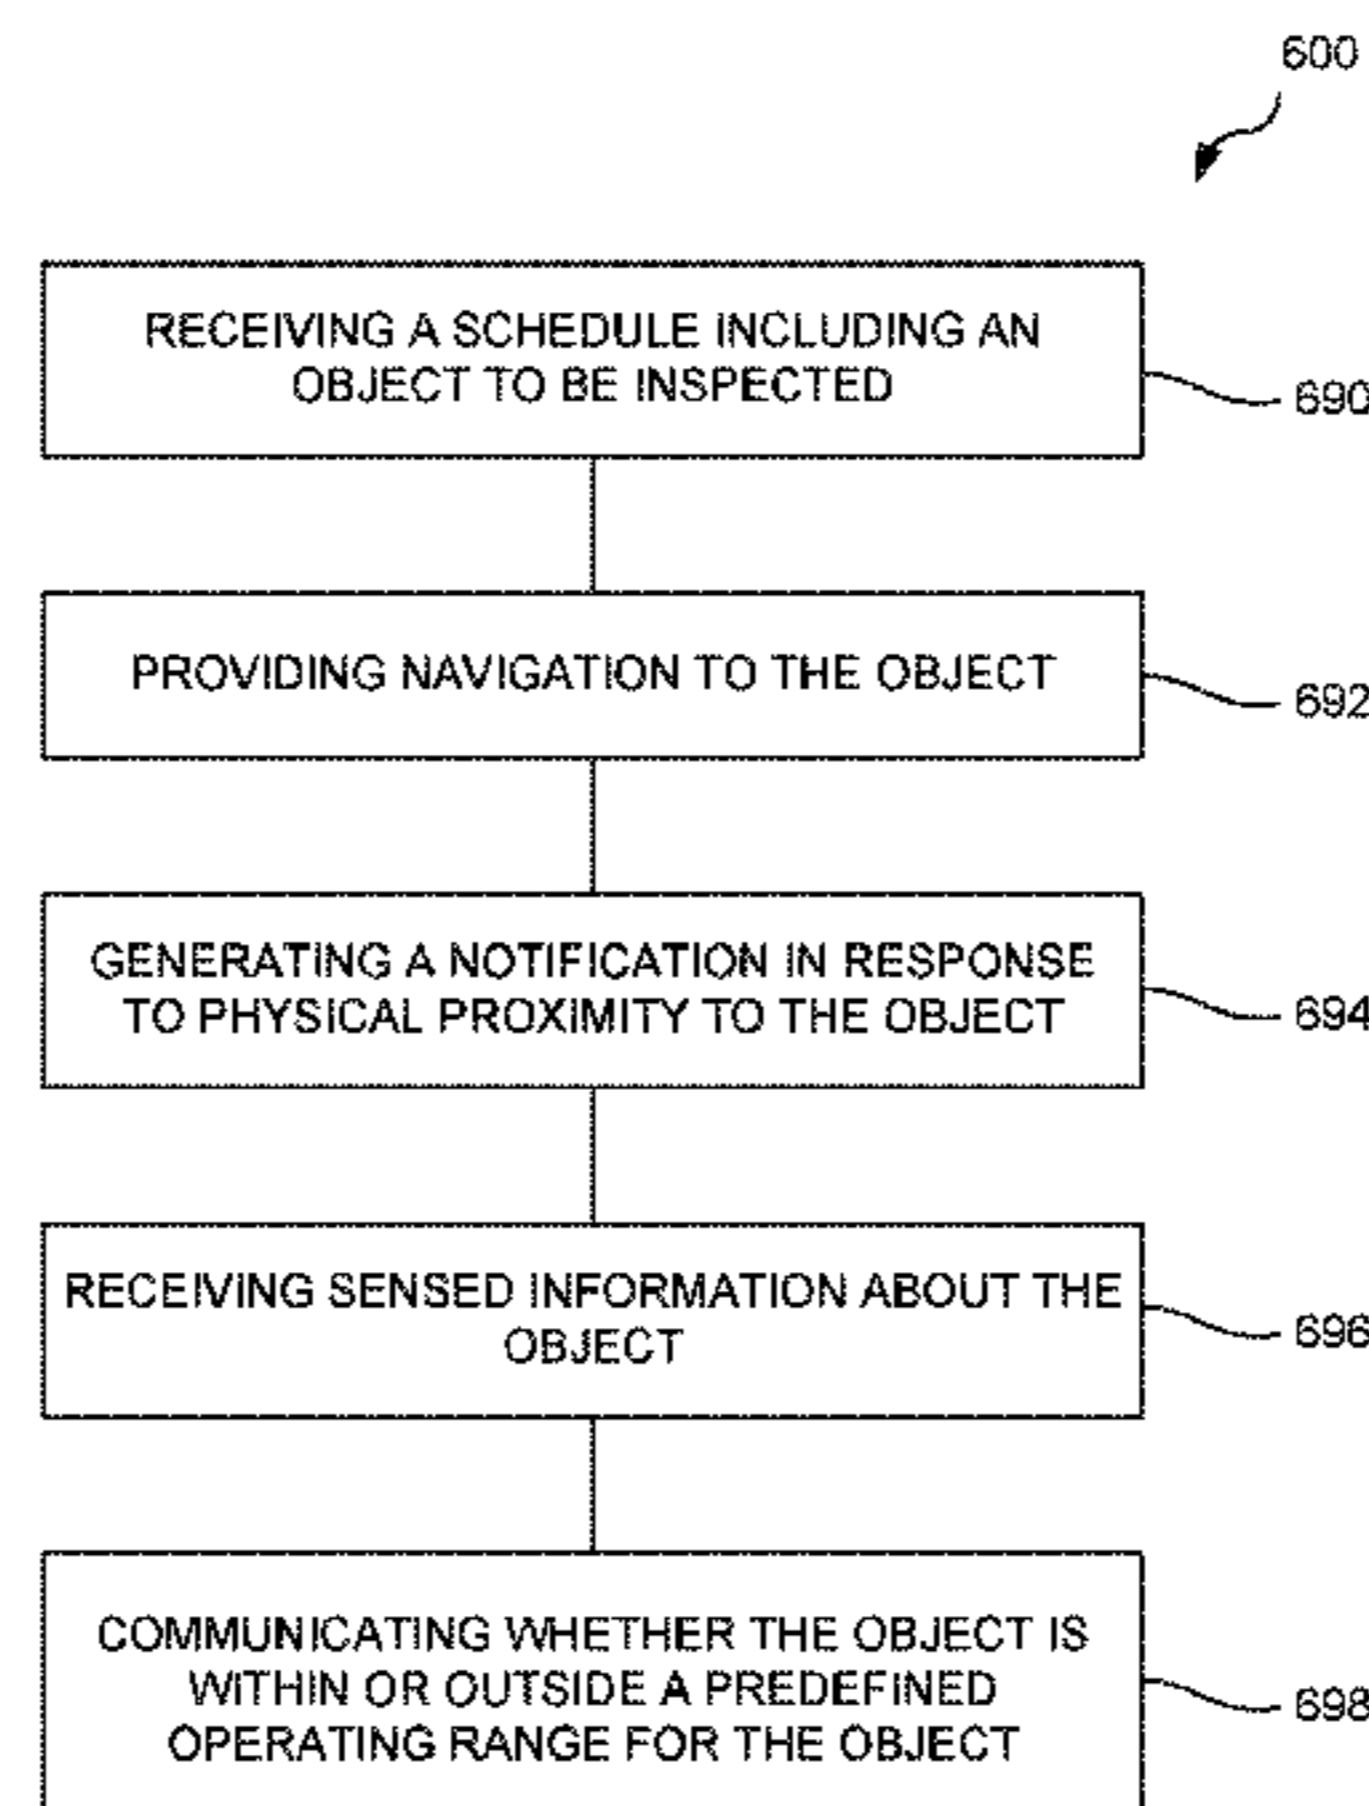 600
RECEIVING A SCHEDULE INCLUDING AN
OBJECT TO BE INSPECTED
690
PROVIDING NAVIGATION TO THE OBJECT
692
GENERATING A NOTIFICATION IN RESPONSE
TO PHYSICAL PROXIMITY TO THE OBJECT
694
RECEIVING SENSED INFORMATION ABOUT THE
OBJECT
696
COMMUNICATING WHETHER THE OBJECT IS
WITHIN OR OUTSIDE A PREDEFINED
OPERATING RANGE FOR THE OBJECT
698